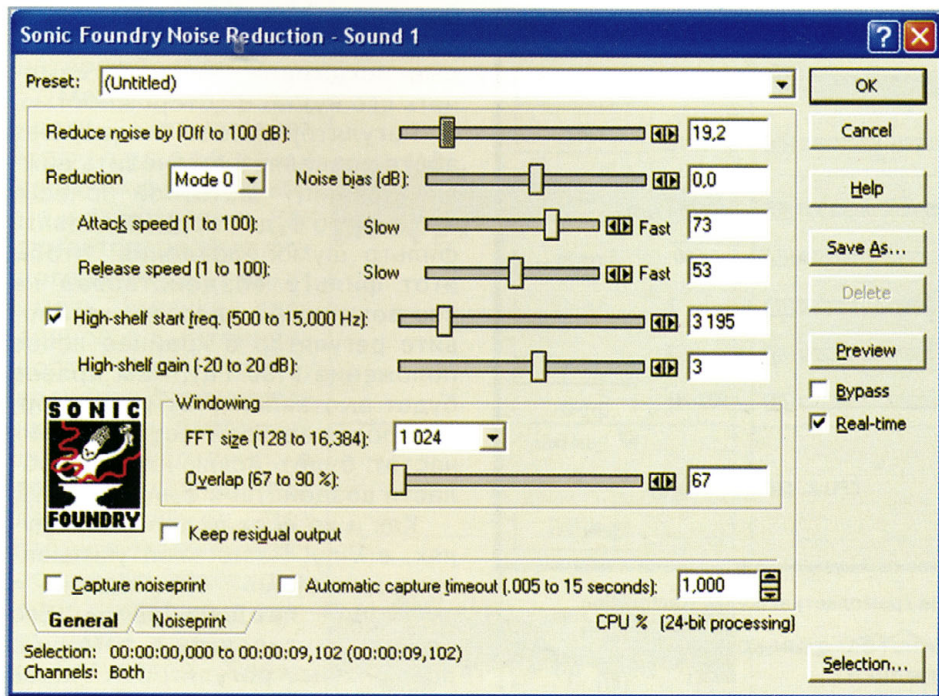 Sonic Foundry Noise Reduction - Sound 1
Preset: (Untitled)
OK
Reduce noise by (Off to 100 dB): 19,2
Cancel
Reduction Mode 0 Noise bias (dB): 0,0
Help
Attack speed (1 to 100): Slow Fast 73
Save As...
Release speed (1 to 100): Slow Fast 53
Delete
High-shelf start freq. (500 to 15,000 Hz): 3 195
Preview
High-shelf gain (-20 to 20 dB): 3
Bypass
SONIC
Windowing
Real-time
FFT size (128 to 16,384): 1 024
Overlap (67 to 90 %): 67
FOUNDRY
Keep residual output
Capture noiseprint Automatic capture timeout (.005 to 15 seconds): 1,000
General Noiseprint
CPU % (24-bit processing)
Selection: 00:00:00,000 to 00:00:09,102 (00:00:09,102)
Channels: Both
Selection...